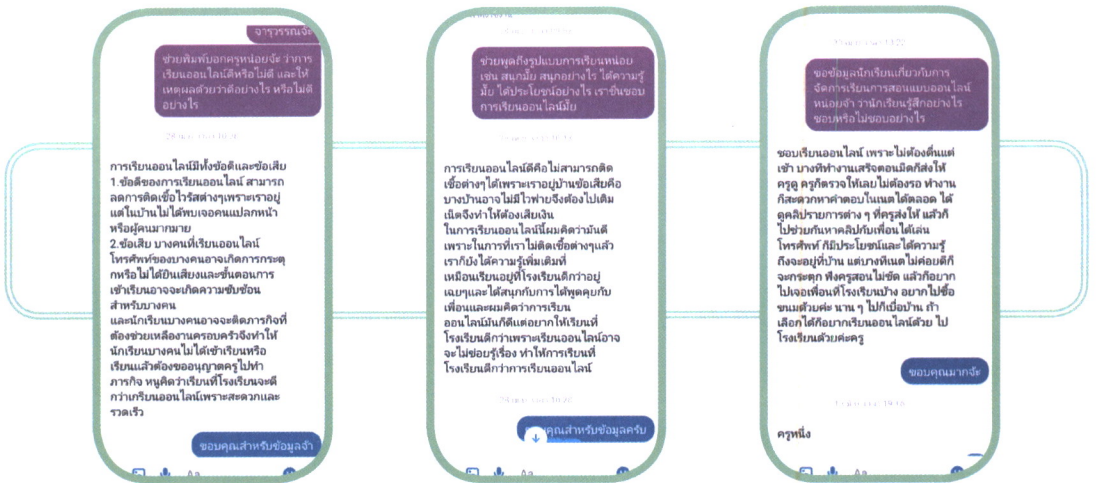 จารุวรรณจ๊ะ
ช่วยพิมพ์บอกครูหน่อยจ้ะ ว่าการ
เรียนออนไลน์ดีหรือไม่ดี และให้
เหตุผลด้วยว่าดีอย่างไร หรือไม่ดี
อย่างไร
การเรียนออนไลน์มีทั้งข้อดีและข้อเสีย
1.ข้อดีของการเรียนออนไลน์ สามารถ
ลดการติดเชื้อไวรัสต่างๆเพราะเราอยู่
แต่ในบ้านไม่ได้พบเจอคนแปลกหน้า
หรือผู้คนมากมาย
2.ข้อเสีย บางคนที่เรียนออนไลน์
โทรศัพท์ของบางคนอาจเกิดการกระตุ
กหรือไม่ได้ยินเสียงและขั้นตอนการ
เข้าเรียนอาจจะเกิดความซับซ้อน
สำหรับบางคน
และนักเรียนบางคนอาจจะติดภารกิจที่
ต้องช่วยเหลืองานครอบครัวจึงทำให้
นักเรียนบางคนไม่ได้เข้าเรียนหรือ
เรียนแล้วต้องขออนุญาตครูไปทำ
ภารกิจ หนูคิดว่าเรียนที่โรงเรียนจะดี
กว่าเกรียนออนไลน์เพราะสะดวกและ
รวดเร็ว
ขอบคุณสำหรับข้อมูลจ้า
Aa
ช่วยพูดถึงรูปแบบการเรียนหน่อย
เช่น สนุกมั้ย สนุกอย่างไร ได้ความรู้
มั้ย ได้ประโยชน์อย่างไร เราชื่นชอบ
การเรียนออนไลน์มั้ย
การเรียนออนไลน์ดีคือไม่สามารถติด
เชื้อต่างๆได้เพราะเราอยู่บ้านข้อเสียคือ
บางบ้านอาจไม่มีไวฟายจึงต้องไปเติม
เน็ตจึงทำให้ต้องเสียเงิน
ในการเรียนออนไลน์นี้ผมคิดว่ามันดี
เพราะในการที่เราไม่ติดเชื้อต่างๆแล้ว
เราก็ยังได้ความรู้เพิ่มเติมที่
เหมือนเรียนอยู่ที่โรงเรียนดีกว่าอยู่
เฉยๆและได้สนุกกับการได้พูดคุยกับ
เพื่อนและผมคิดว่าการเรียน
ออนไลน์มันก็ดีแต่อยากให้เรียนที่
โรงเรียนดีกว่าเพราะเรียนออนไลน์อาจ
จะไม่ข่อยรู้เรื่อง ทำให้การเรียนที่
โรงเรียนดีกว่าการเรียนออนไลน์
คุณสำหรับข้อมูลครับ
Aa
ขอข้อมูลนักเรียนเกี่ยวกับการ
จัดการเรียนการสอนแบบออนไลน์
หน่อยจ้า ว่านักเรียนรู้สึกอย่างไร
ชอบหรือไม่ชอบอย่างไร
ชอบเรียนออนไลน์ เพราะไม่ต้องตื่นแต่
เช้า บางทีทำงานเสร็จตอนมืดก็ส่งให้
ครูดู ครูก็ตรวจให้เลยไม่ต้องรอ ทำงาน
ก็สะดวกหาคำตอบในเนตได้ตลอด ได้
ดูคลิปรายการต่าง ๆ ที่ครูส่งให้ แล้วก็
ไปช่วยกันหาคลิปกับเพื่อนได้เล่น
โทรศัพท์ ก็มีประโยชน์และได้ความรู้
ถึงจะอยู่ที่บ้าน แต่บางทีเนตไม่ค่อยดีก็
จะกระตุก ฟังครูสอนไม่ชัด แล้วก็อยาก
ไปเจอเพื่อนที่โรงเรียนบ้าง อยากไปซื้อ
ขนมด้วยค่ะ นาน ๆ ไปก็เบื่อบ้าน ถ้า
เลือกได้ก็อยากเรียนออนไลน์ด้วย ไป
โรงเรียนด้วยค่ะครู
ขอบคุณมากจ้ะ
ครูหนึ่ง
Aa